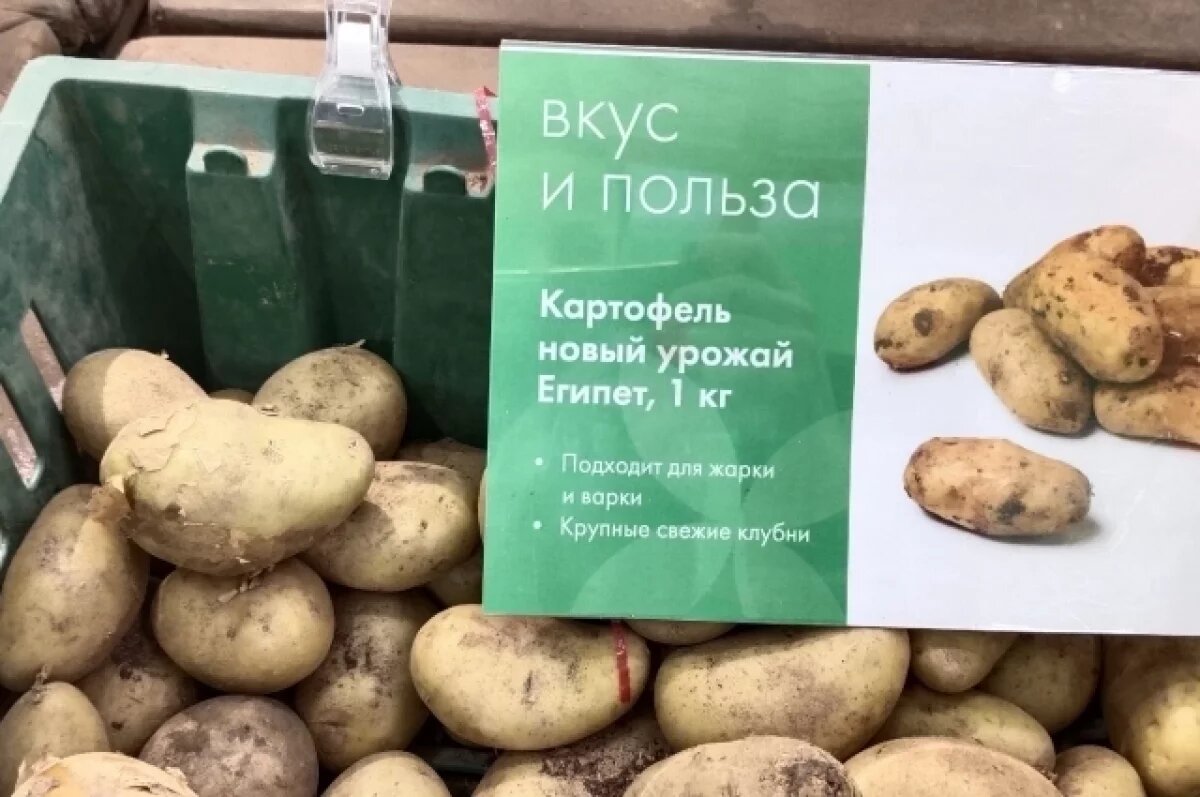 вкус
и польза
Картофель
новый урожай
Египет, 1 кг
• Подходит для жарки
и варки
• Крупные свежие клубни